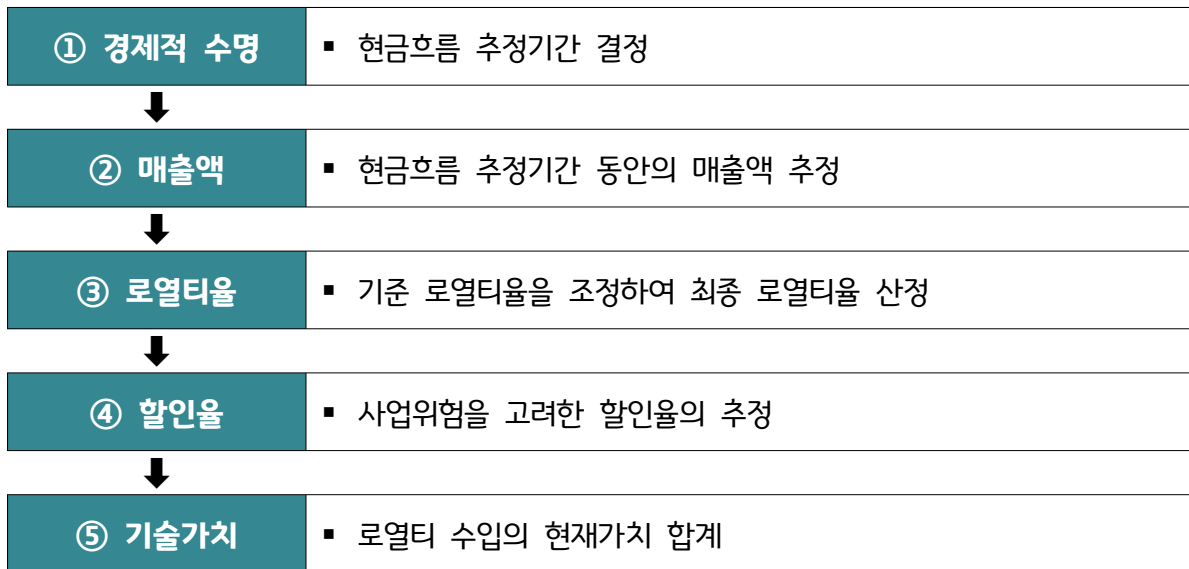 ① 경제적 수명
▪ 현금흐름 추정기간 결정
② 매출액
▪ 현금흐름 추정기간 동안의 매출액 추정
③ 로열티율
▪ 기준 로열티율을 조정하여 최종 로열티율 산정
④ 할인율
▪ 사업위험을 고려한 할인율의 추정
⑤ 기술가치
▪ 로열티 수입의 현재가치 합계